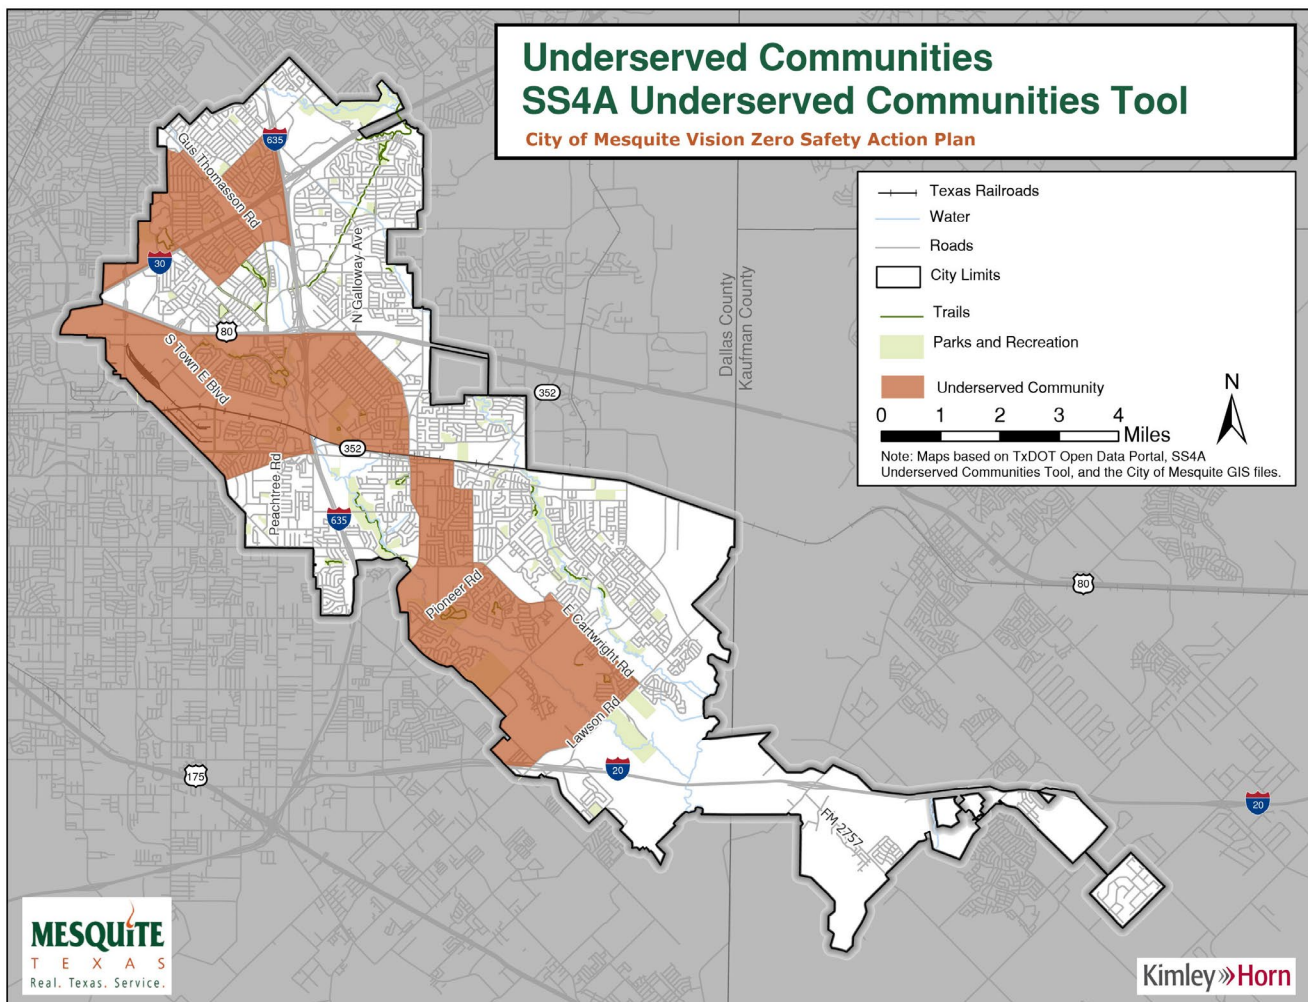 Underserved Communities
SS4A Underserved Communities Tool
City of Mesquite Vision Zero Safety Action Plan
Texas Railroads
Water
Roads
City Limits
Trails
Parks and Recreation
Underserved Community
N
0 1 2 3 4
Miles
Note: Maps based on TxDOT Open Data Portal, SS4A
Underserved Communities Tool, and the City of Mesquite GIS files.
Gus Thomasson Rd
635
30
N Galloway Ave
80
S Town E Blvd
Dallas County
Kaufman County
352
352
Peachtree Rd
635
80
Pioneer Rd
E Cartwright Rd
Lawson Rd
175
20
20
FM 2757
MESQUITE
TEXAS
Real. Texas. Service.
Kimley»Horn